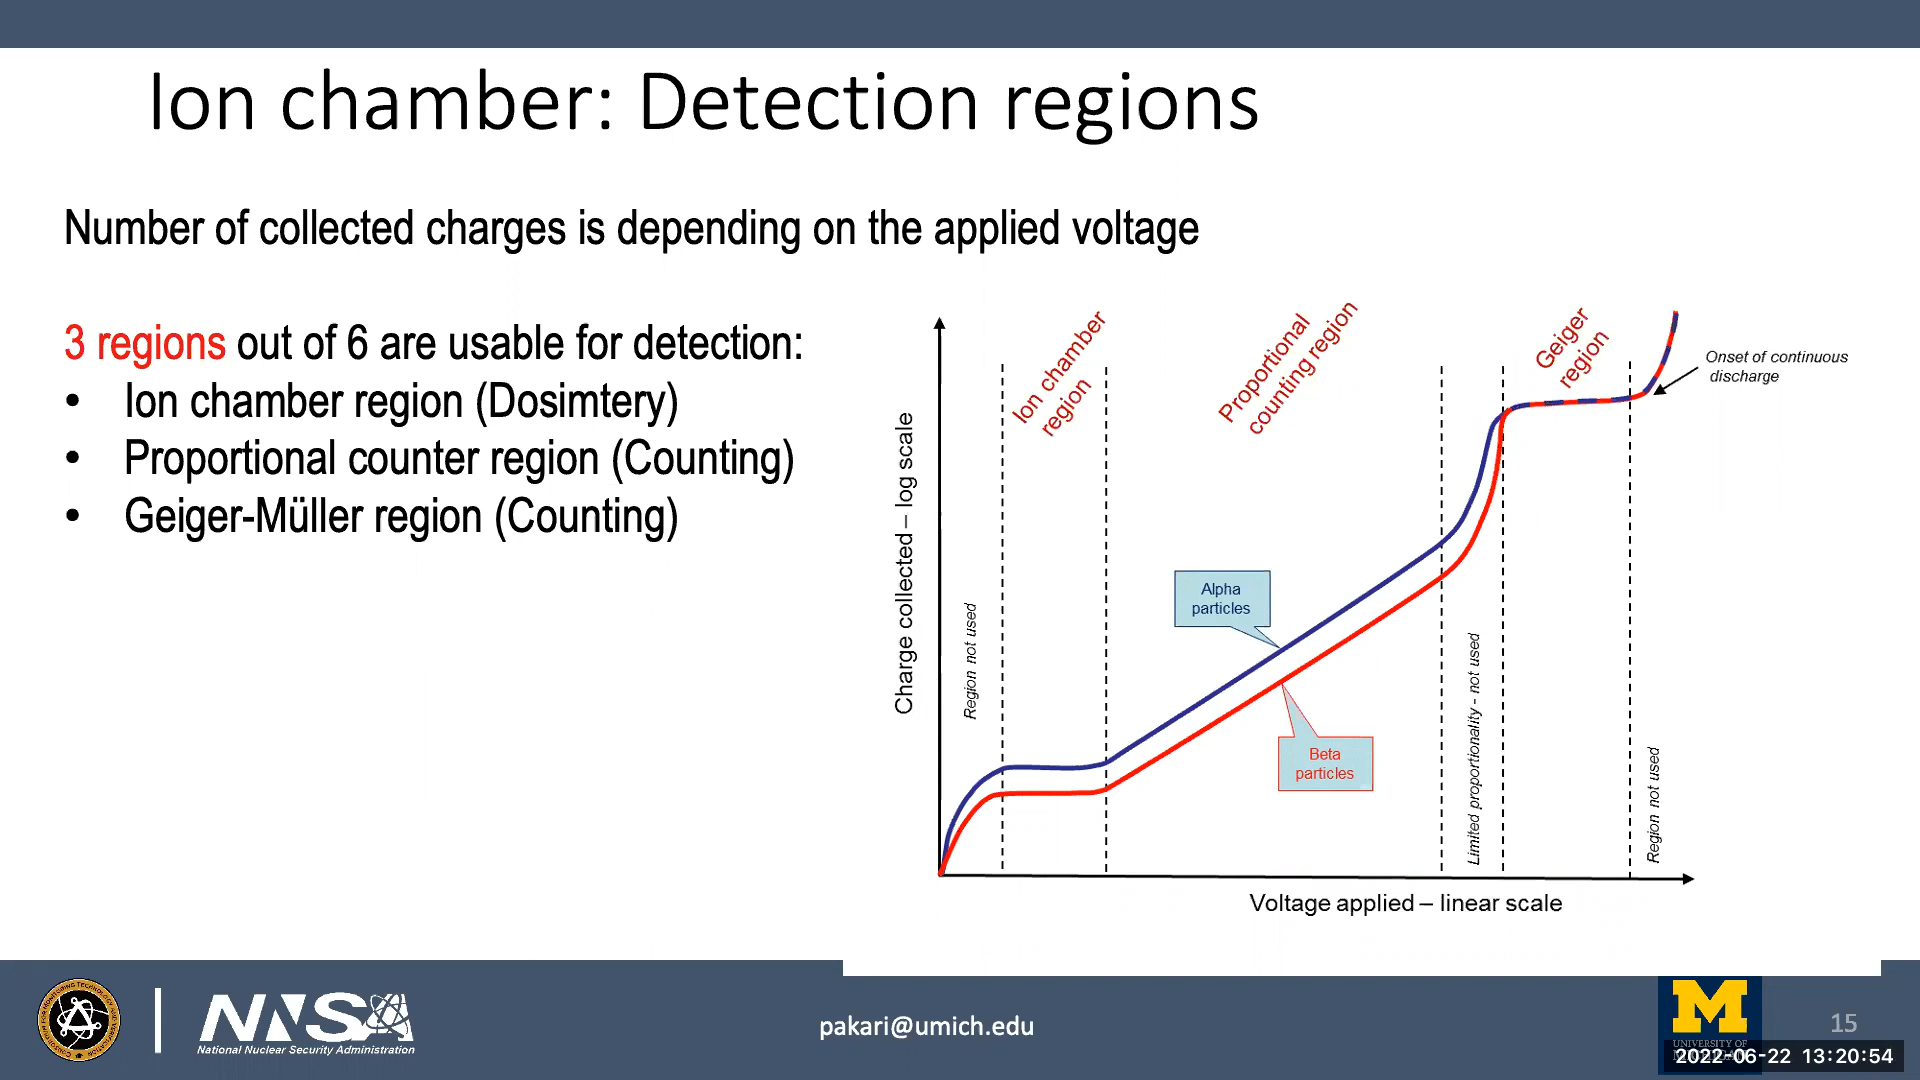 Ion chamber: Detection regions
Number of collected charges is depending on the applied voltage
3 regions out of 6 are usable for detection:
• Ion chamber region (Dosimtery)
• Proportional counter region (Counting)
• Geiger-Müller region (Counting)
Charge collected – log scale
Region not used
Ion chamber
region
Proportional
counting region
Limited proportionality - not used
Geiger
region
Region not used
Onset of continuous
discharge
Alpha
particles
Beta
particles
Voltage applied – linear scale
NNSA
National Nuclear Security Administration
pakari@umich.edu
M
UNIVERSITY OF
15
2022-06-22 13:20:54